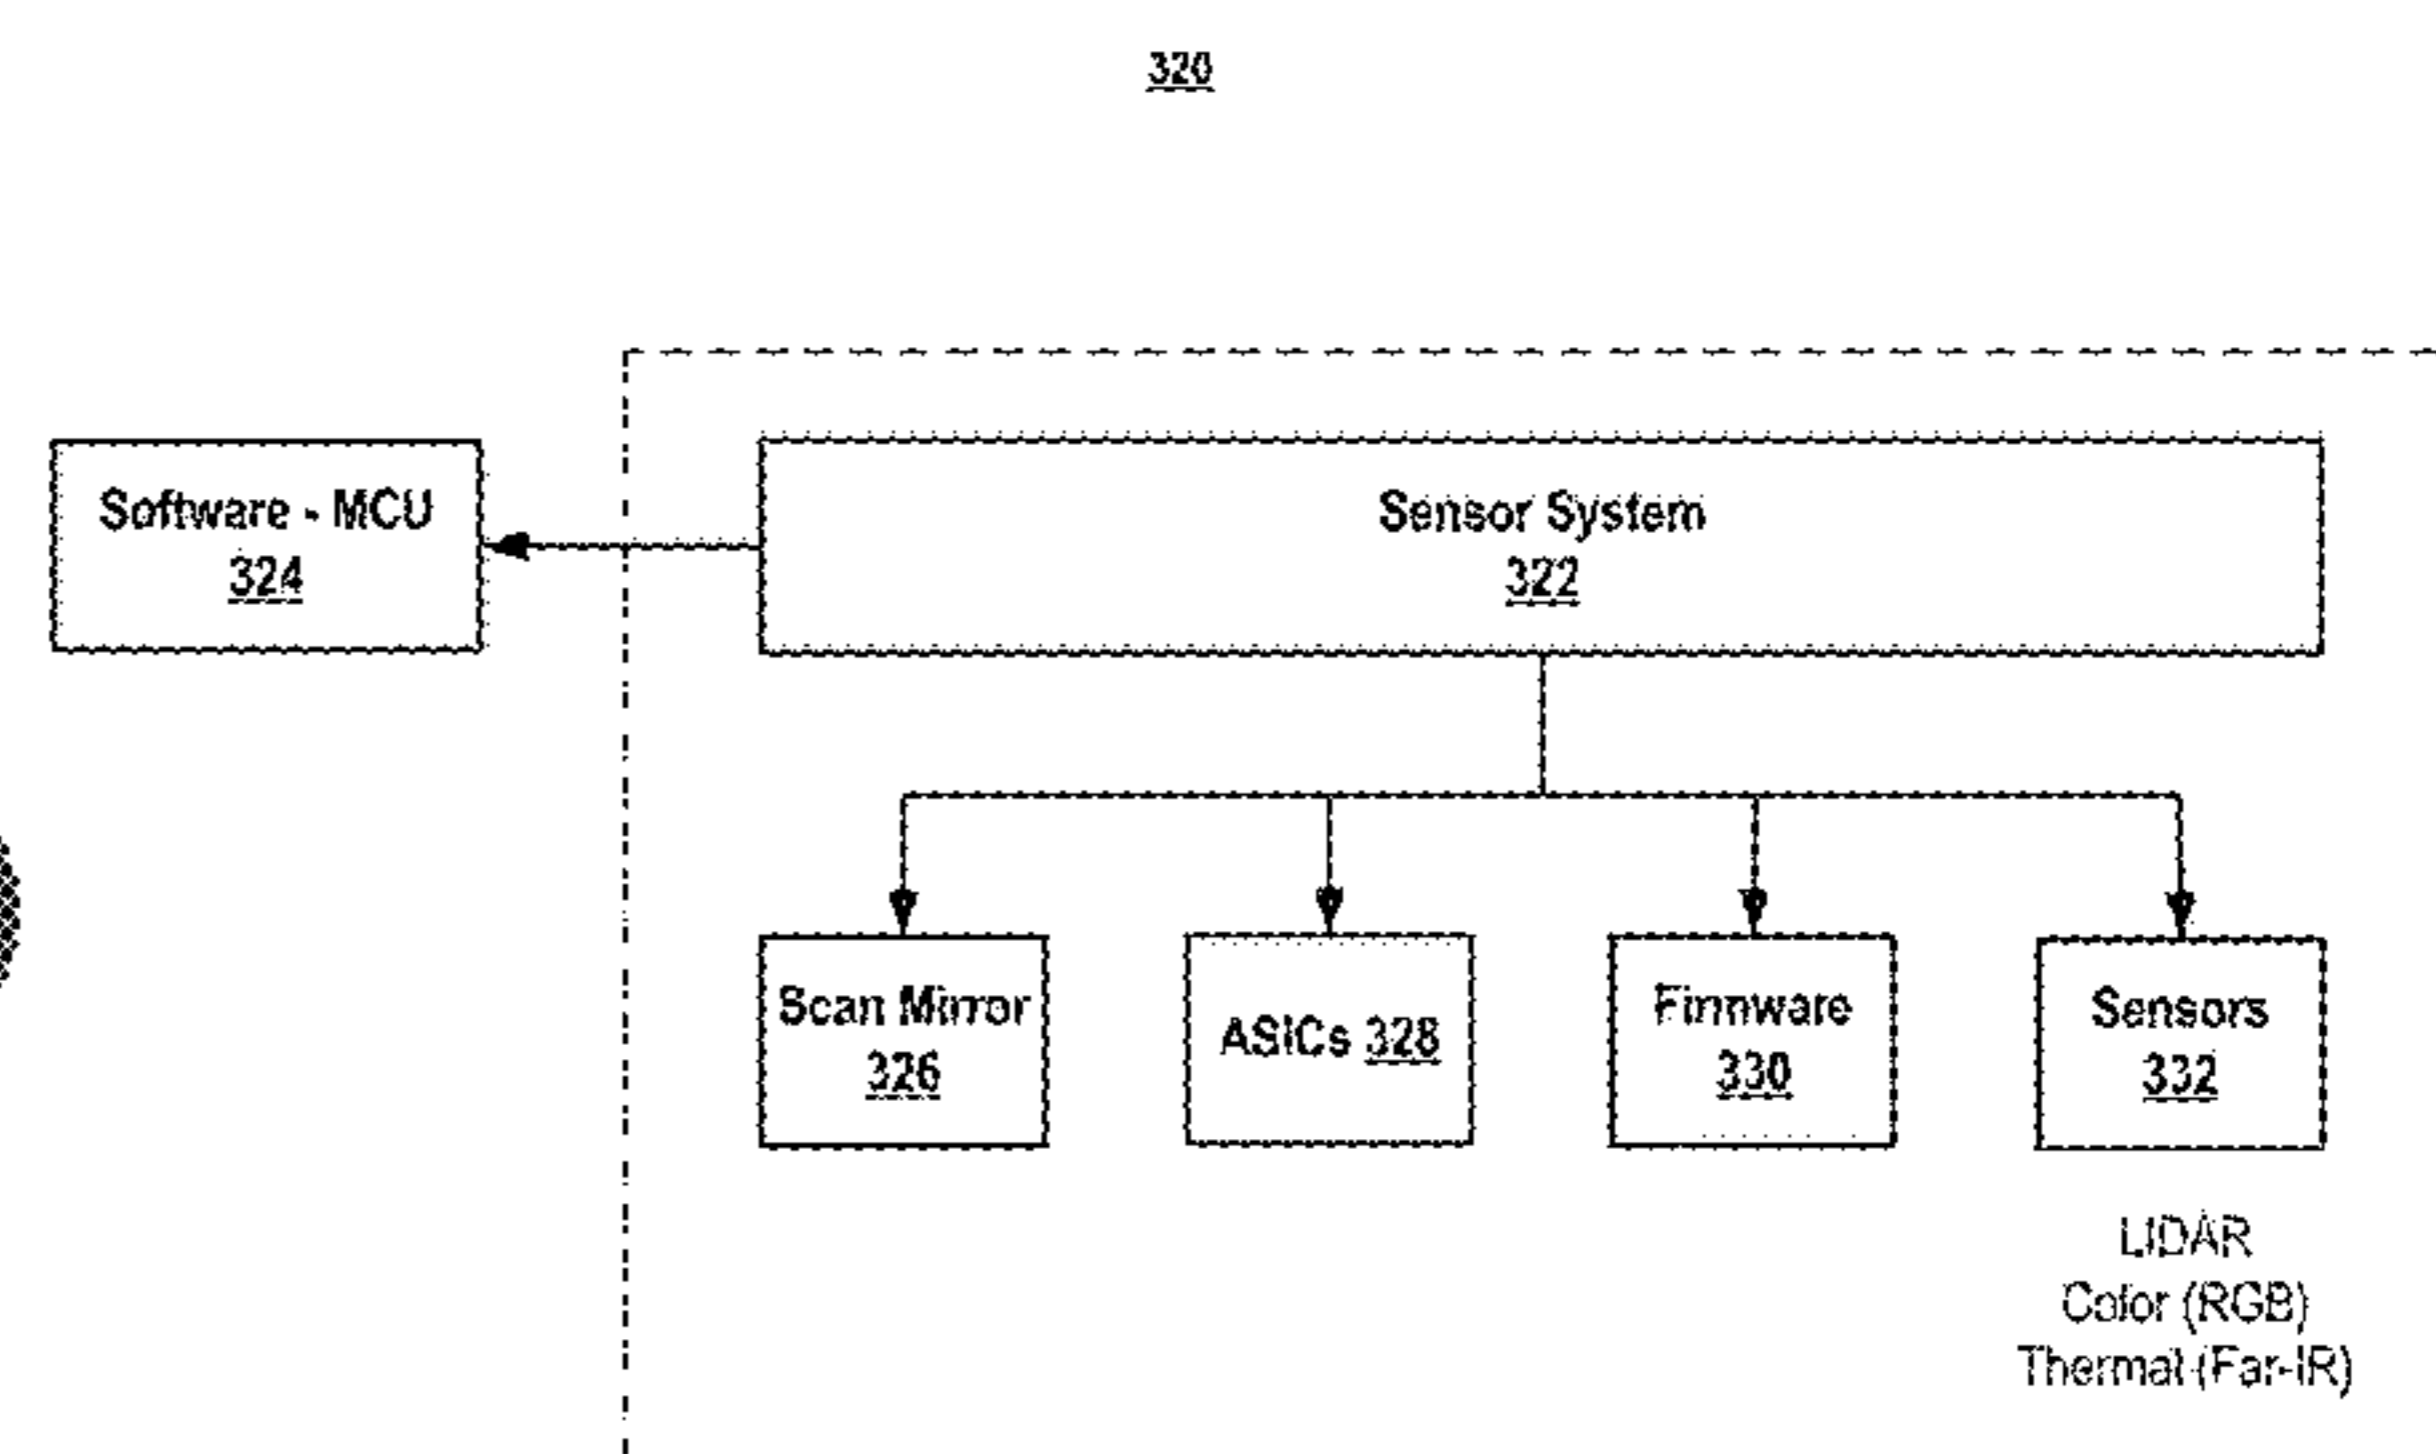 320
Software - MCU
324
Sensor System
322
Scan Mirror
326
ASICs 328
Firmware
330
Sensors
332
LIDAR
Color (RGB)
Thermal (Far-IR)